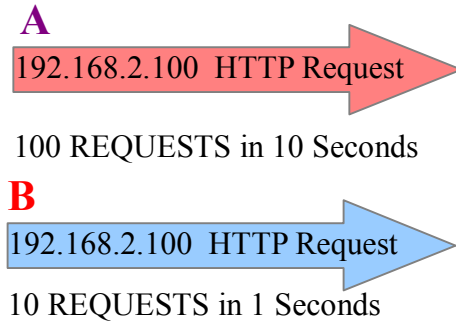 A
192.168.2.100 HTTP Request
100 REQUESTS in 10 Seconds
B
192.168.2.100 HTTP Request
10 REQUESTS in 1 Seconds